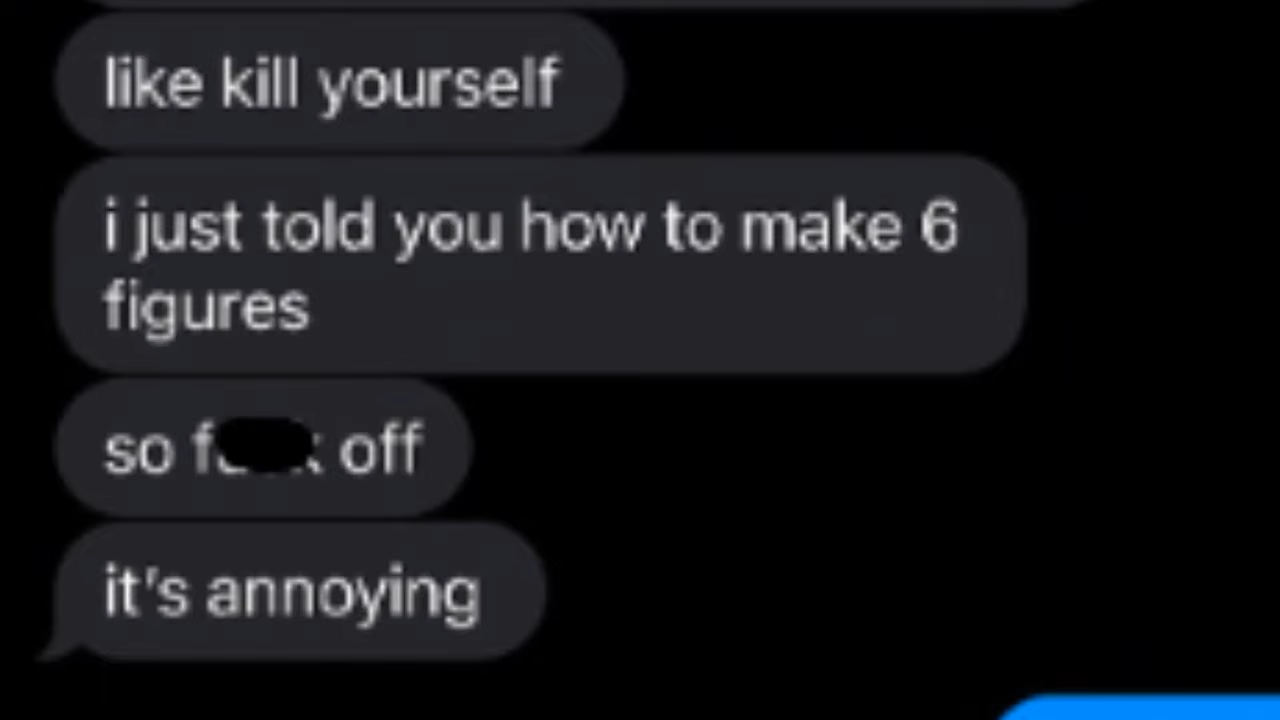 like kill yourself
i just told you how to make 6
figures
so off
it's annoying